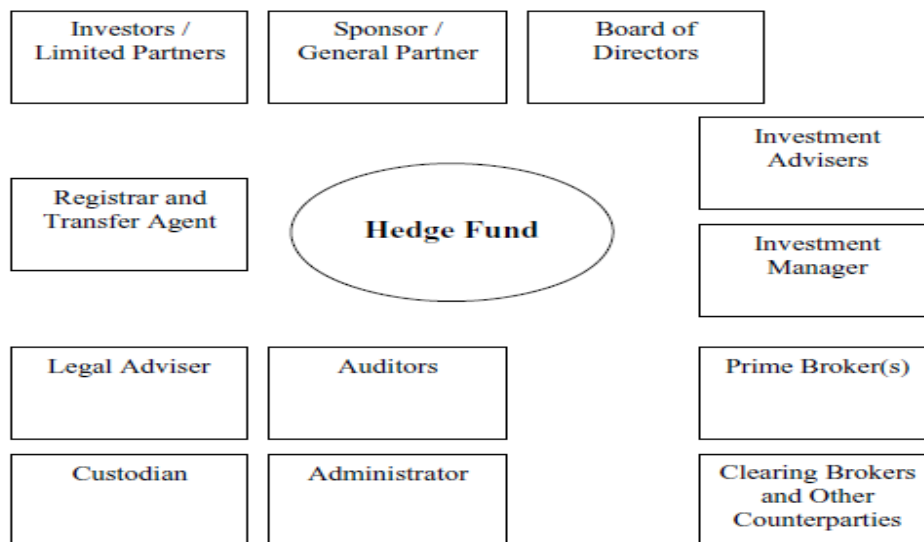 Investors /
Limited Partners
Sponsor /
General Partner
Board of
Directors
Investment
Advisers
Registrar and
Transfer Agent
Hedge Fund
Investment
Manager
Legal Adviser
Auditors
Prime Broker(s)
Custodian
Administrator
Clearing Brokers
and Other
Counterparties